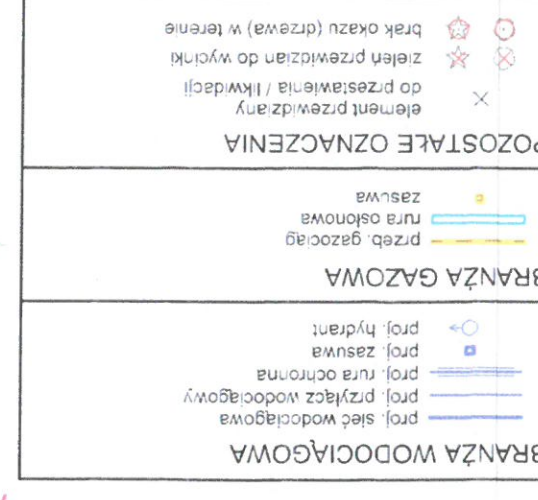 BRANŻA WODOCIĄGOWA
proj. sieć wodociągowa
proj. przyłącz wodociągowy
proj. rura ochronna
proj. zasuwa
proj. hydrant
BRANŻA GAZOWA
przeb. gazociąg
rura osłonowa
zasuwa
POZOSTAŁE OZNACZENIA
element przewidziany
do przestawienia / likwidacji
zieleń przewidzian do wycinki
brak okazu (drzewa) w terenie